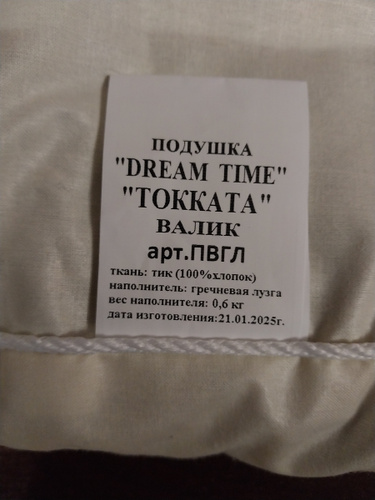 ПОДУШКА
"DREAM TIME"
"ТОККАТА"
ВАЛИК
арт.ПВГЛ
ткань: тик (100%хлопок)
наполнитель: гречневая лузга
вес наполнителя: 0,6 кг
дата изготовления:21.01.2025г.